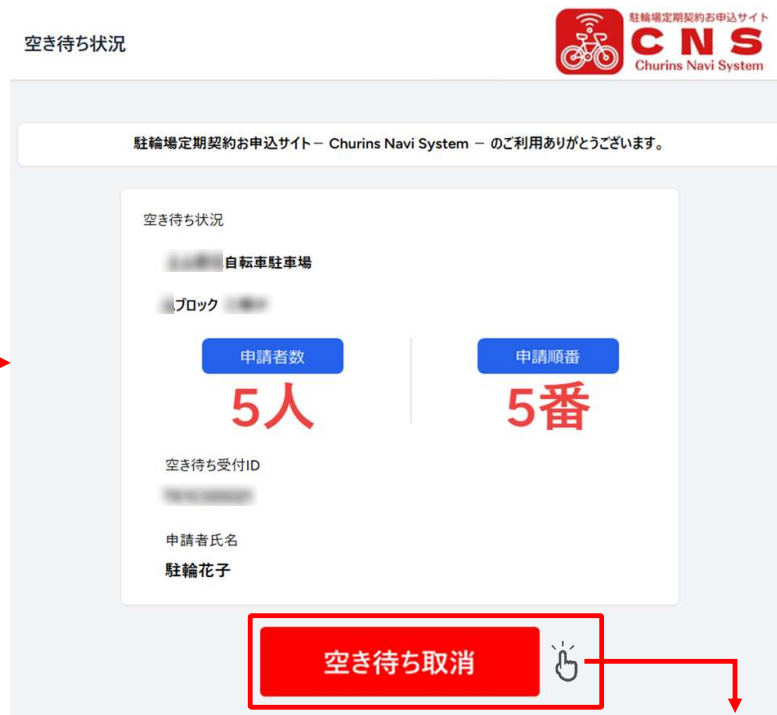 空き待ち状況
駐輪場定期契約お申込サイト
CNS
Churins Navi System
駐輪場定期契約お申込サイト－ Churins Navi System － のご利用ありがとうございます。
空き待ち状況
自転車駐車場
ブロック
申請者数
申請順番
5人
5番
空き待ち受付ID
申請者氏名
駐輪花子
空き待ち取消